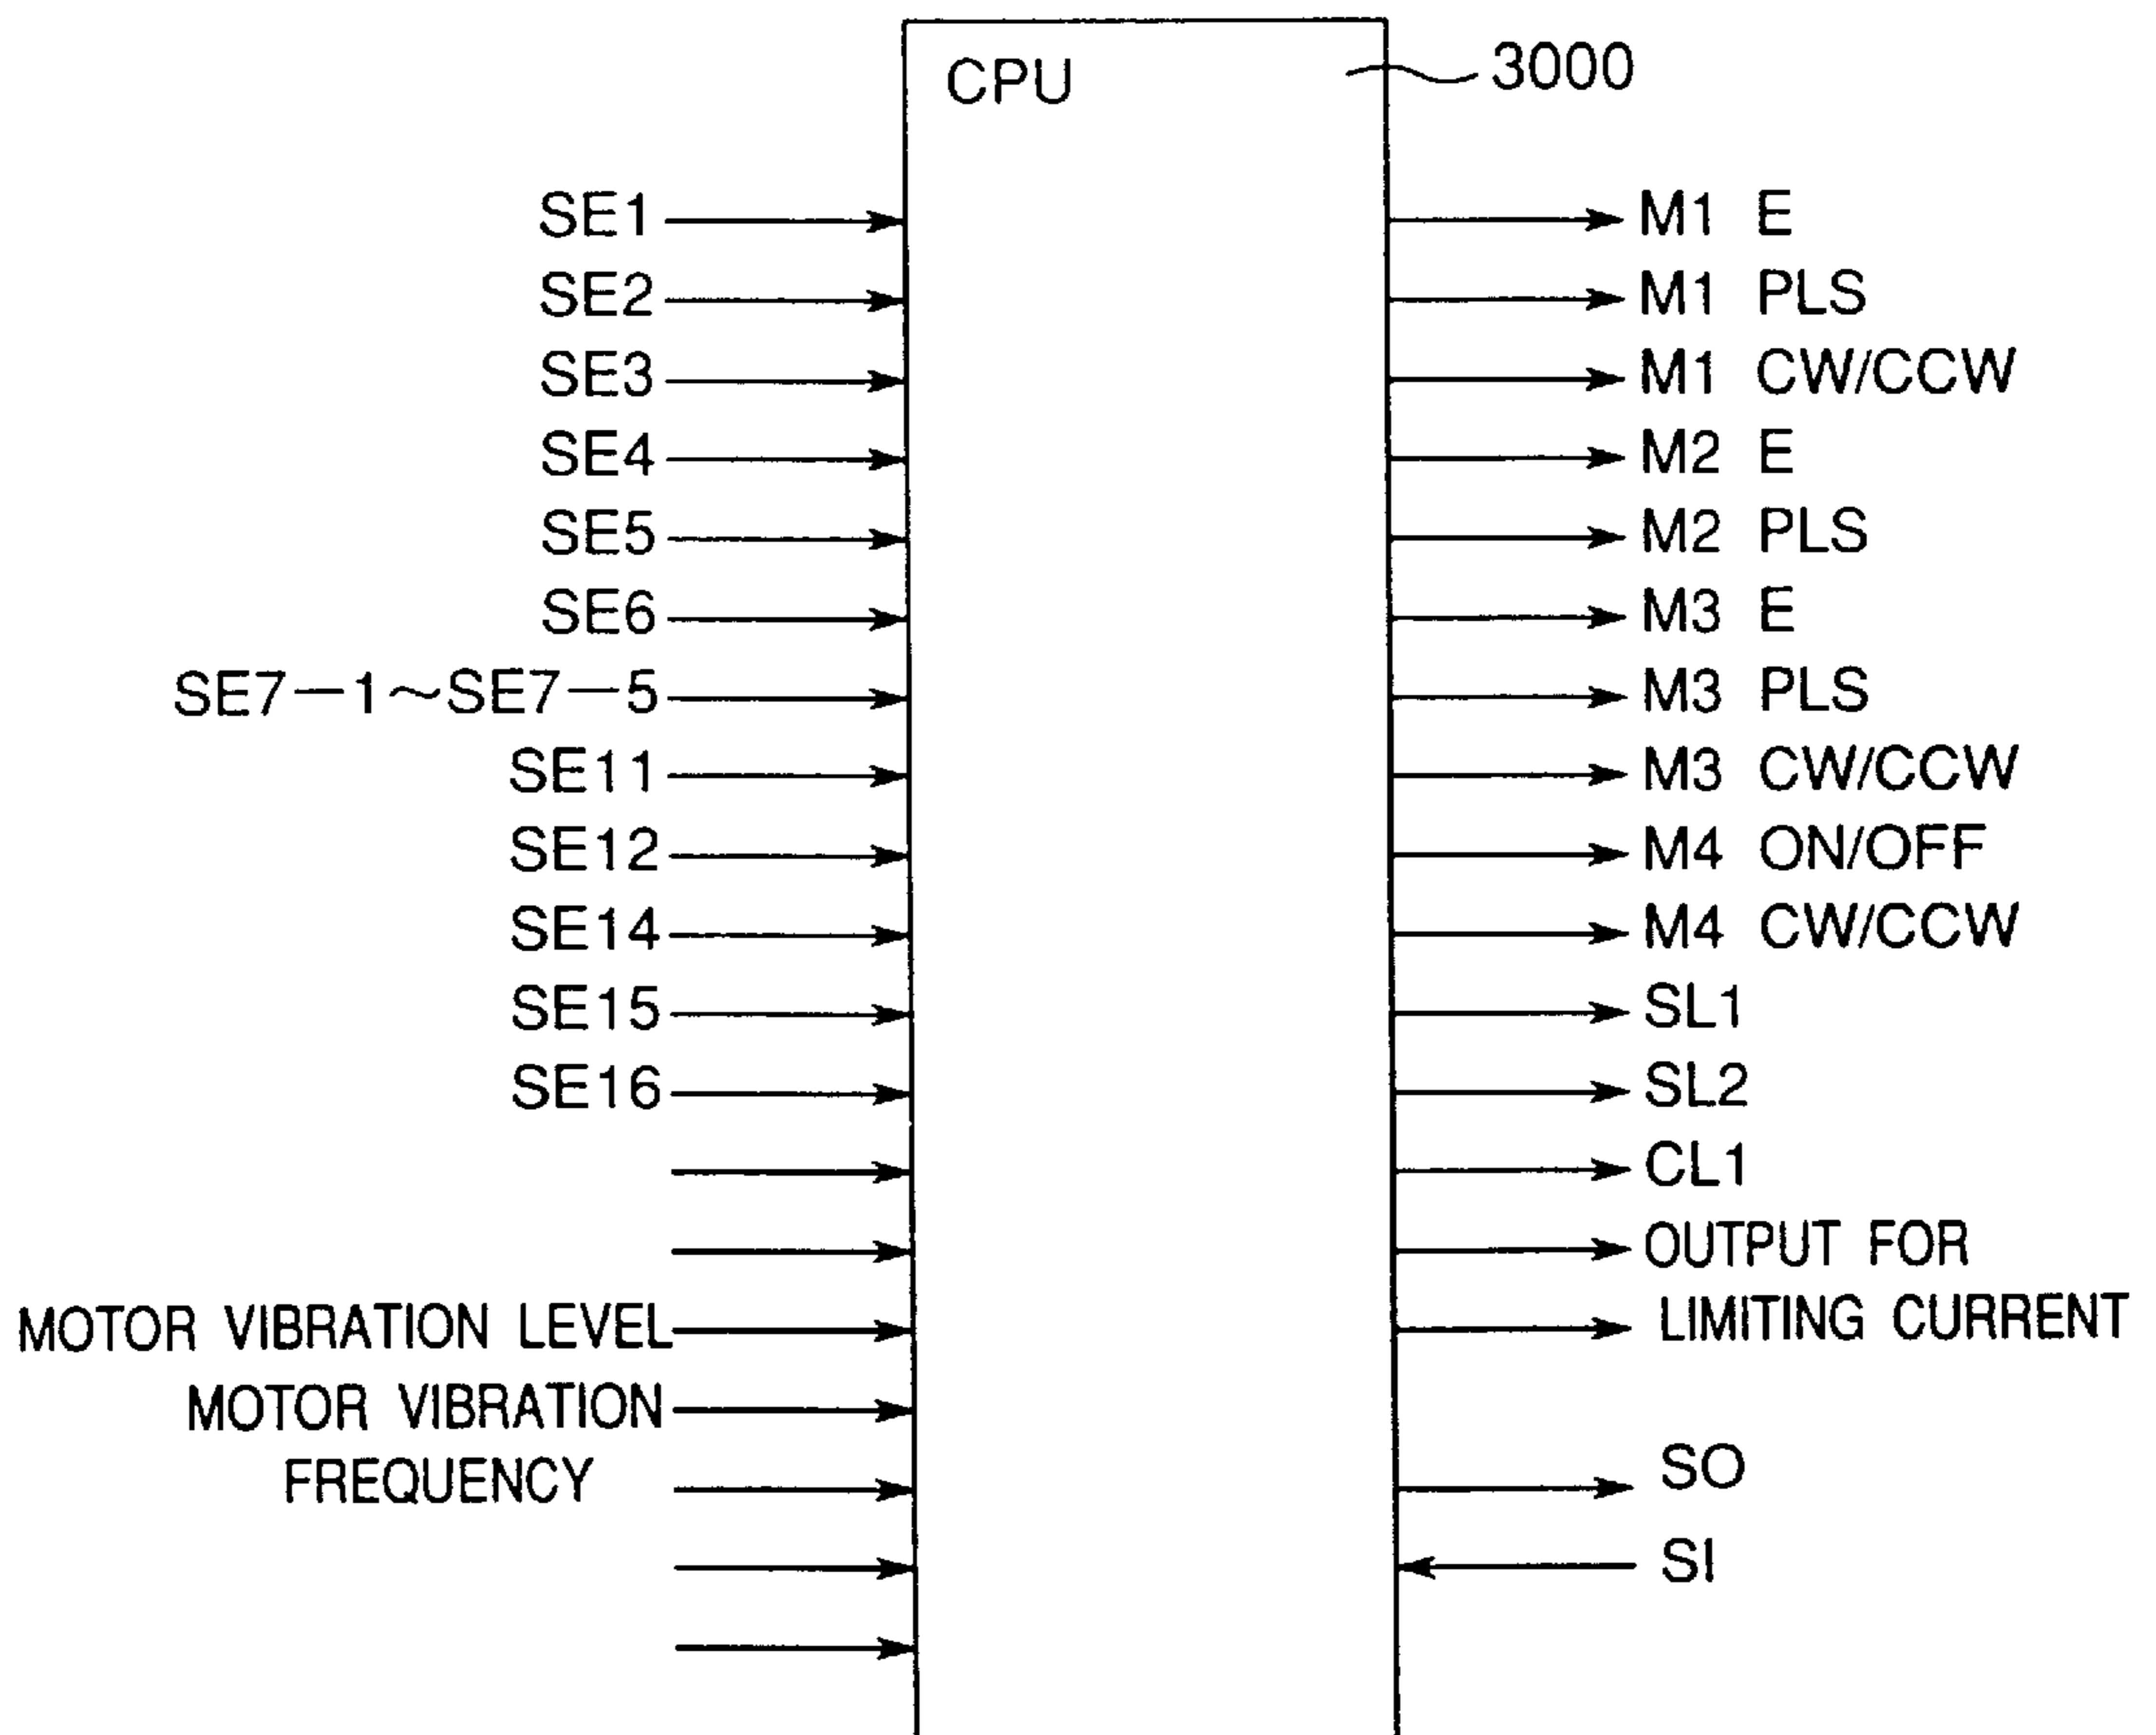 CPU
3000
SE1
SE2
SE3
SE4
SE5
SE6
SE7—1~SE7—5
SE11
SE12
SE14
SE15
SE16
MOTOR VIBRATION LEVEL
MOTOR VIBRATION
FREQUENCY
M1 E
M1 PLS
M1 CW/CCW
M2 E
M2 PLS
M3 E
M3 PLS
M3 CW/CCW
M4 ON/OFF
M4 CW/CCW
SL1
SL2
CL1
OUTPUT FOR
LIMITING CURRENT
SO
SI